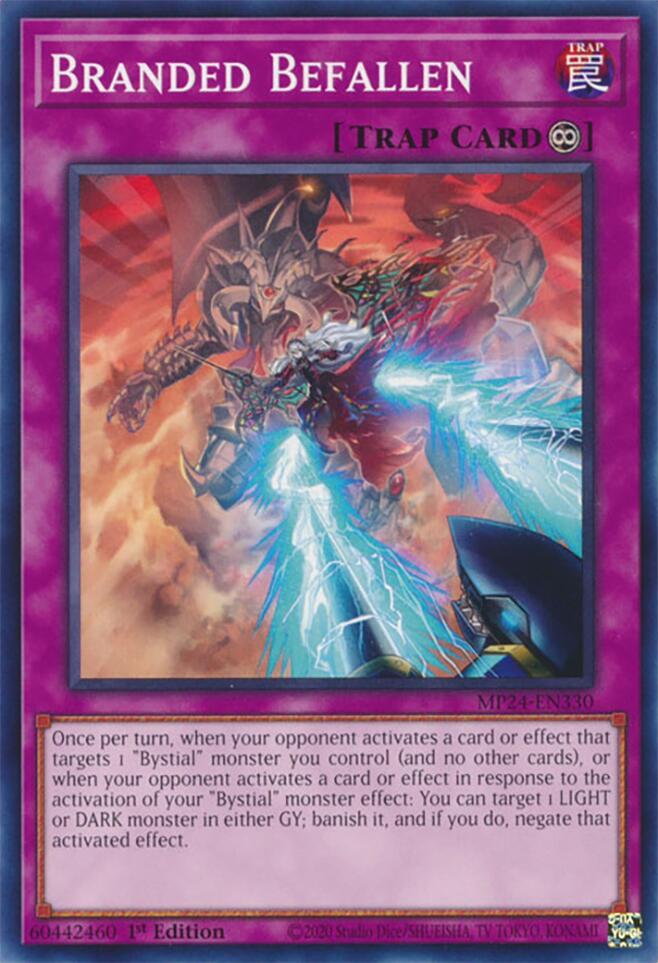 BRANDED BEFALLEN
TRAP
罠
[TRAP CARD∞]
MP24-EN330
Once per turn, when your opponent activates a card or effect that
targets 1 "Bystial" monster you control (and no other cards), or
when your opponent activates a card or effect in response to the
activation of your "Bystial" monster effect: You can target 1 LIGHT
or DARK monster in either GY; banish it, and if you do, negate that
activated effect.
60442460 1st Edition
©2020 Studio Dice/SHUEISHA, TV TOKYO, KONAMI